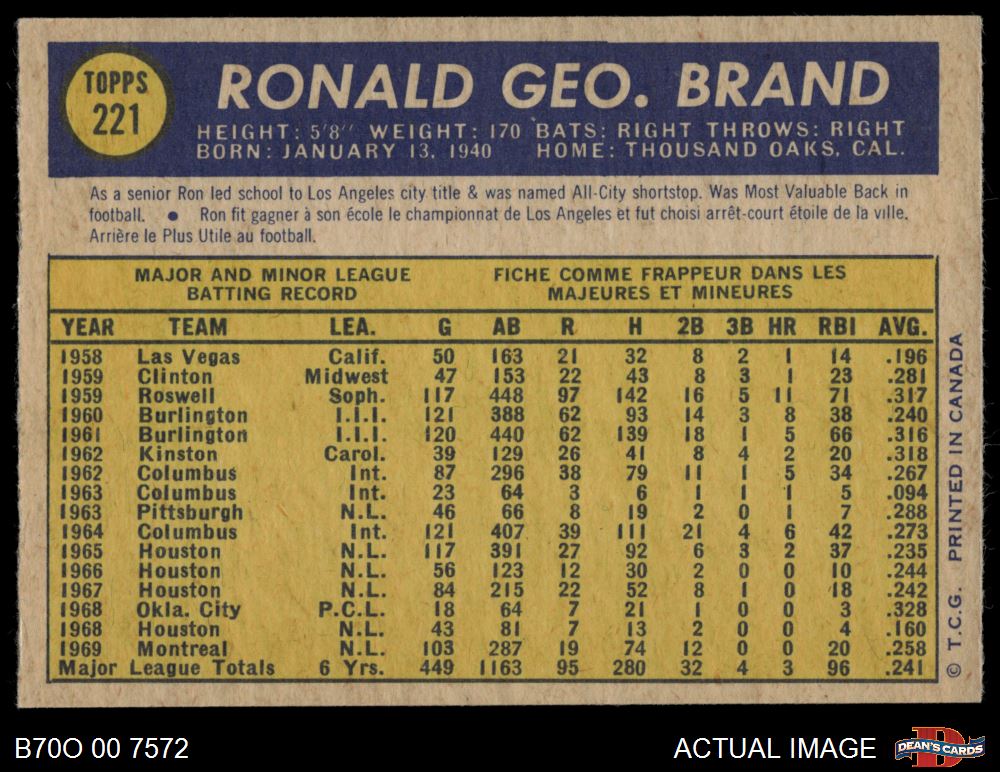 TOPPS
221
RONALD GEO. BRAND
HEIGHT: 5'8" WEIGHT: 170 BATS: RIGHT THROWS: RIGHT
BORN: JANUARY 13, 1940 HOME: THOUSAND OAKS, CAL.
As a senior Ron led school to Los Angeles city title & was named All-City shortstop. Was Most Valuable Back in
football. ● Ron fit gagner à son école le championnat de Los Angeles et fut choisi arrêt-court étoile de la ville.
Arrière le Plus Utile au football.
MAJOR AND MINOR LEAGUE FICHE COMME FRAPPEUR DANS LES
BATTING RECORD MAJEURES ET MINEURES
YEAR TEAM LEA. G AB R H 2B 3B HR RBI AVG.
1958 Las Vegas Calif. 50 163 21 32 8 2 1 14 .196
1959 Clinton Midwest 47 153 22 43 8 3 1 23 .281
1959 Roswell Soph. 117 448 97 142 16 5 11 71 .317
1960 Burlington I.I.I. 121 388 62 93 14 3 8 38 .240
1961 Burlington I.I.I. 120 440 62 139 18 1 5 66 .316
1962 Kinston Carol. 39 129 26 41 8 4 2 20 .318
1962 Columbus Int. 87 296 38 79 11 1 5 34 .267
1963 Columbus Int. 23 64 3 6 1 1 1 5 .094
1963 Pittsburgh N.L. 46 66 8 19 2 0 1 7 .288
1964 Columbus Int. 121 407 39 111 21 4 6 42 .273
1965 Houston N.L. 117 391 27 92 6 3 2 37 .235
1966 Houston N.L. 56 123 12 30 2 0 0 10 .244
1967 Houston N.L. 84 215 22 52 8 1 0 18 .242
1968 Okla. City P.C.L. 18 64 7 21 1 0 0 3 .328
1968 Houston N.L. 43 81 7 13 2 0 0 4 .160
1969 Montreal N.L. 103 287 19 74 12 0 0 20 .258
Major League Totals 6 Yrs. 449 1163 95 280 32 4 3 96 .241
© T.C.G. PRINTED IN CANADA
B70O 00 7572
ACTUAL IMAGE
D
DEAN'S CARDS